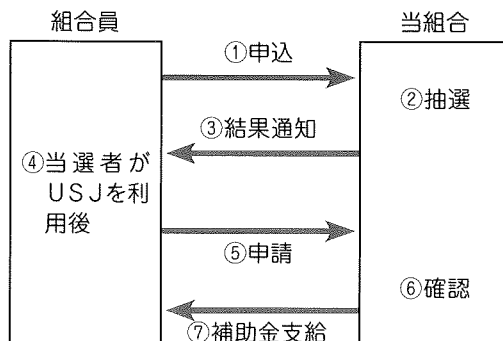 組合員
当組合
①申込
②抽選
③結果通知
④当選者が
USJを利
用後
⑤申請
⑥確認
⑦補助金支給